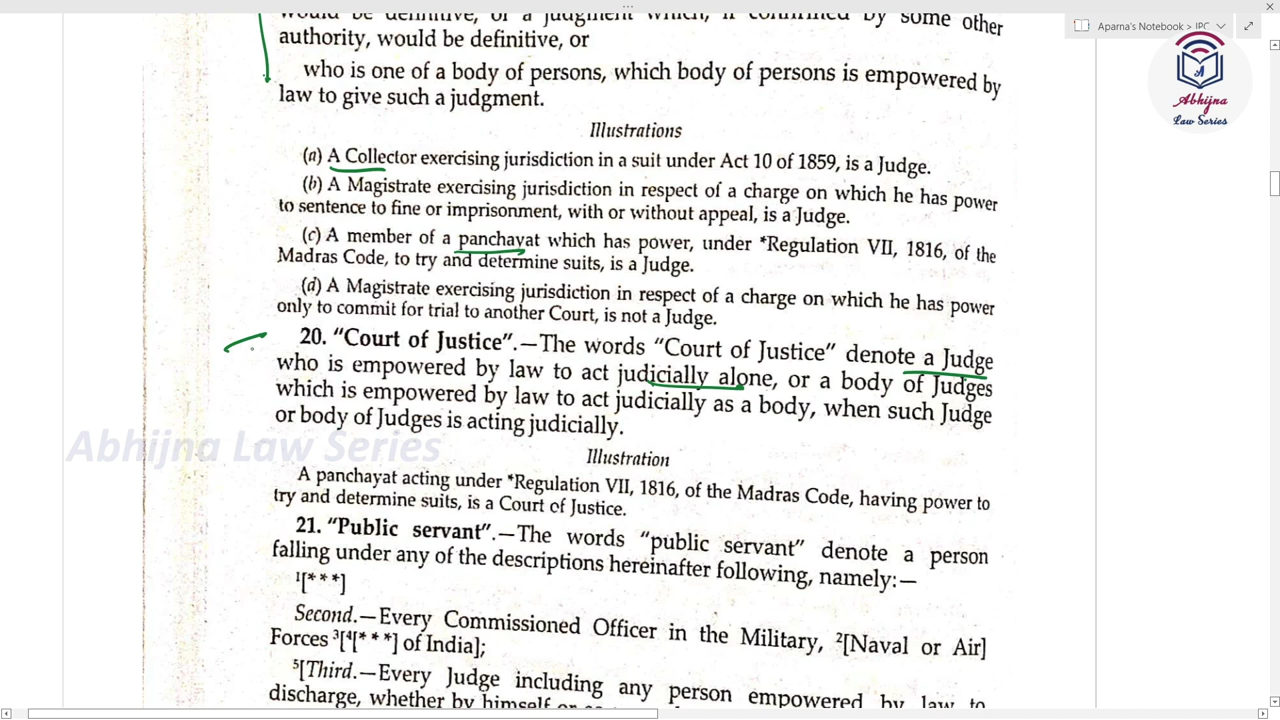 Aparna's Notebook > IPC
would be definitive, or a judgment which, if confirmed by some other
authority, would be definitive, or
who is one of a body of persons, which body of persons is empowered by
law to give such a judgment.
Abhijna
Law Series
Illustrations
(a) A Collector exercising jurisdiction in a suit under Act 10 of 1859, is a Judge.
(b) A Magistrate exercising jurisdiction in respect of a charge on which he has power
to sentence to fine or imprisonment, with or without appeal, is a Judge.
(c) A member of a panchayat which has power, under *Regulation VII, 1816, of the
Madras Code, to try and determine suits, is a Judge.
(d) A Magistrate exercising jurisdiction in respect of a charge on which he has power
only to commit for trial to another Court, is not a Judge.
20. “Court of Justice”.—The words “Court of Justice” denote a Judge
who is empowered by law to act judicially alone, or a body of Judges
which is empowered by law to act judicially as a body, when such Judge
or body of Judges is acting judicially.
Abhijna Law Series
Illustration
A panchayat acting under *Regulation VII, 1816, of the Madras Code, having power to
try and determine suits, is a Court of Justice.
21. “Public servant”.—The words “public servant” denote a person
falling under any of the descriptions hereinafter following, namely:—
1[* * *]
Second.—Every Commissioned Officer in the Military, 2[Naval or Air]
Forces 3[4[* * *] of India];
5[Third.—Every Judge including any person empowered by law to
discharge, whether by himself or